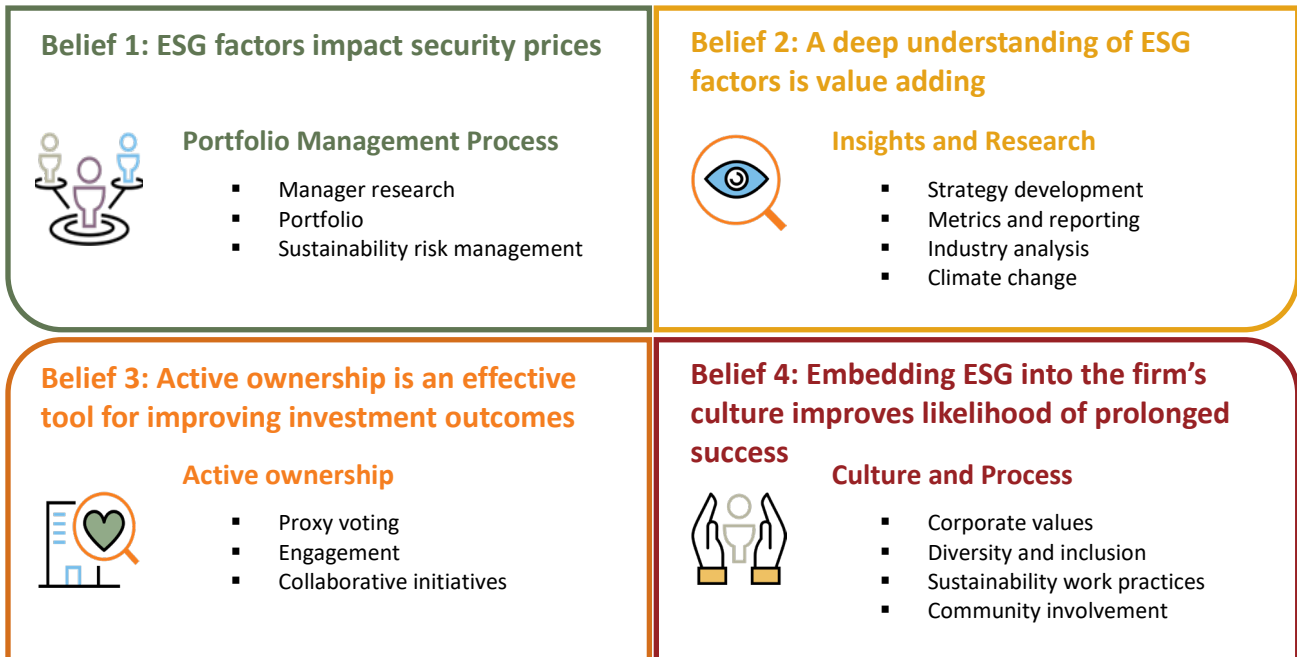 Belief 1: ESG factors impact security prices
Portfolio Management Process
▪ Manager research
▪ Portfolio
▪ Sustainability risk management
Belief 2: A deep understanding of ESG
factors is value adding
Insights and Research
▪ Strategy development
▪ Metrics and reporting
▪ Industry analysis
▪ Climate change
Belief 3: Active ownership is an effective
tool for improving investment outcomes
Active ownership
▪ Proxy voting
▪ Engagement
▪ Collaborative initiatives
Belief 4: Embedding ESG into the firm’s
culture improves likelihood of prolonged
success
Culture and Process
▪ Corporate values
▪ Diversity and inclusion
▪ Sustainability work practices
▪ Community involvement